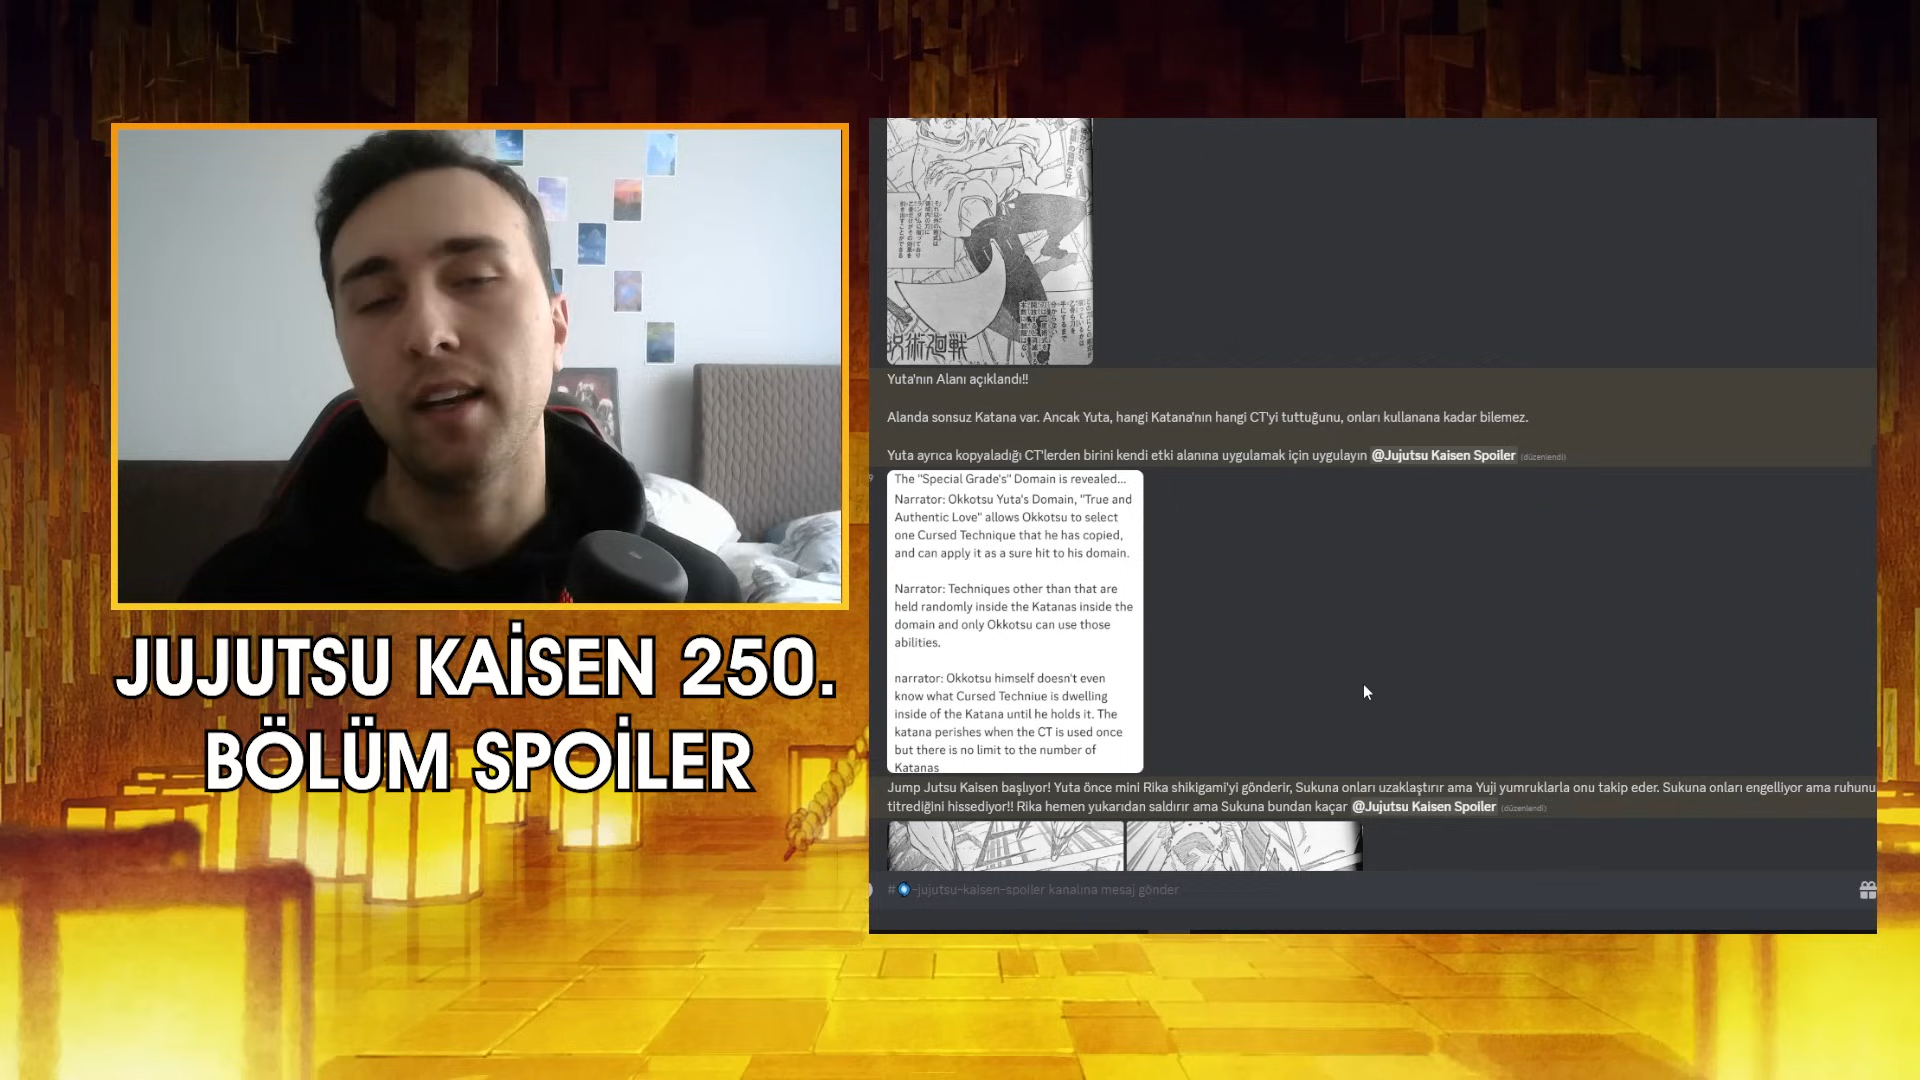 JUJUTSU KAİSEN 250.
BÖLÜM SPOİLER
呪術廻戦
Yuta'nın Alanı açıklandı!!
Alanda sonsuz Katana var. Ancak Yuta, hangi Katana'nın hangi CT'yi tuttuğunu, onları kullanana kadar bilemez.
Yuta ayrıca kopyaladığı CT'lerden birini kendi etki alanına uygulamak için uygulayın @Jujutsu Kaisen Spoiler (düzenlendi)
The "Special Grade's" Domain is revealed...
Narrator: Okkotsu Yuta's Domain, "True and
Authentic Love" allows Okkotsu to select
one Cursed Technique that he has copied,
and can apply it as a sure hit to his domain.
Narrator: Techniques other than that are
held randomly inside the Katanas inside the
domain and only Okkotsu can use those
abilities.
narrator: Okkotsu himself doesn't even
know what Cursed Techniue is dwelling
inside of the Katana until he holds it. The
katana perishes when the CT is used once
but there is no limit to the number of
Katanas
Jump Jutsu Kaisen başlıyor! Yuta önce mini Rika shikigami'yi gönderir, Sukuna onları uzaklaştırır ama Yuji yumruklarla onu takip eder. Sukuna onları engelliyor ama ruhunu
titrediğini hissediyor!! Rika hemen yukarıdan saldırır ama Sukuna bundan kaçar @Jujutsu Kaisen Spoiler (düzenlendi)
#-jujutsu-kaisen-spoiler kanalına mesaj gönder